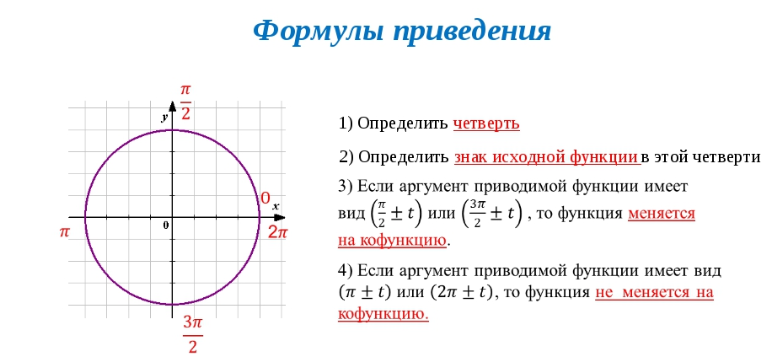 Формулы приведения
π/2
y
1) Определить четверть
2) Определить знак исходной функции в этой четверти
3) Если аргумент приводимой функции имеет
вид (π/2 ± t) или (3π/2 ± t) , то функция меняется
на кофункцию.
0
x
π
0
2π
4) Если аргумент приводимой функции имеет вид
(π ± t) или (2π ± t), то функция не меняется на
кофункцию.
3π/2